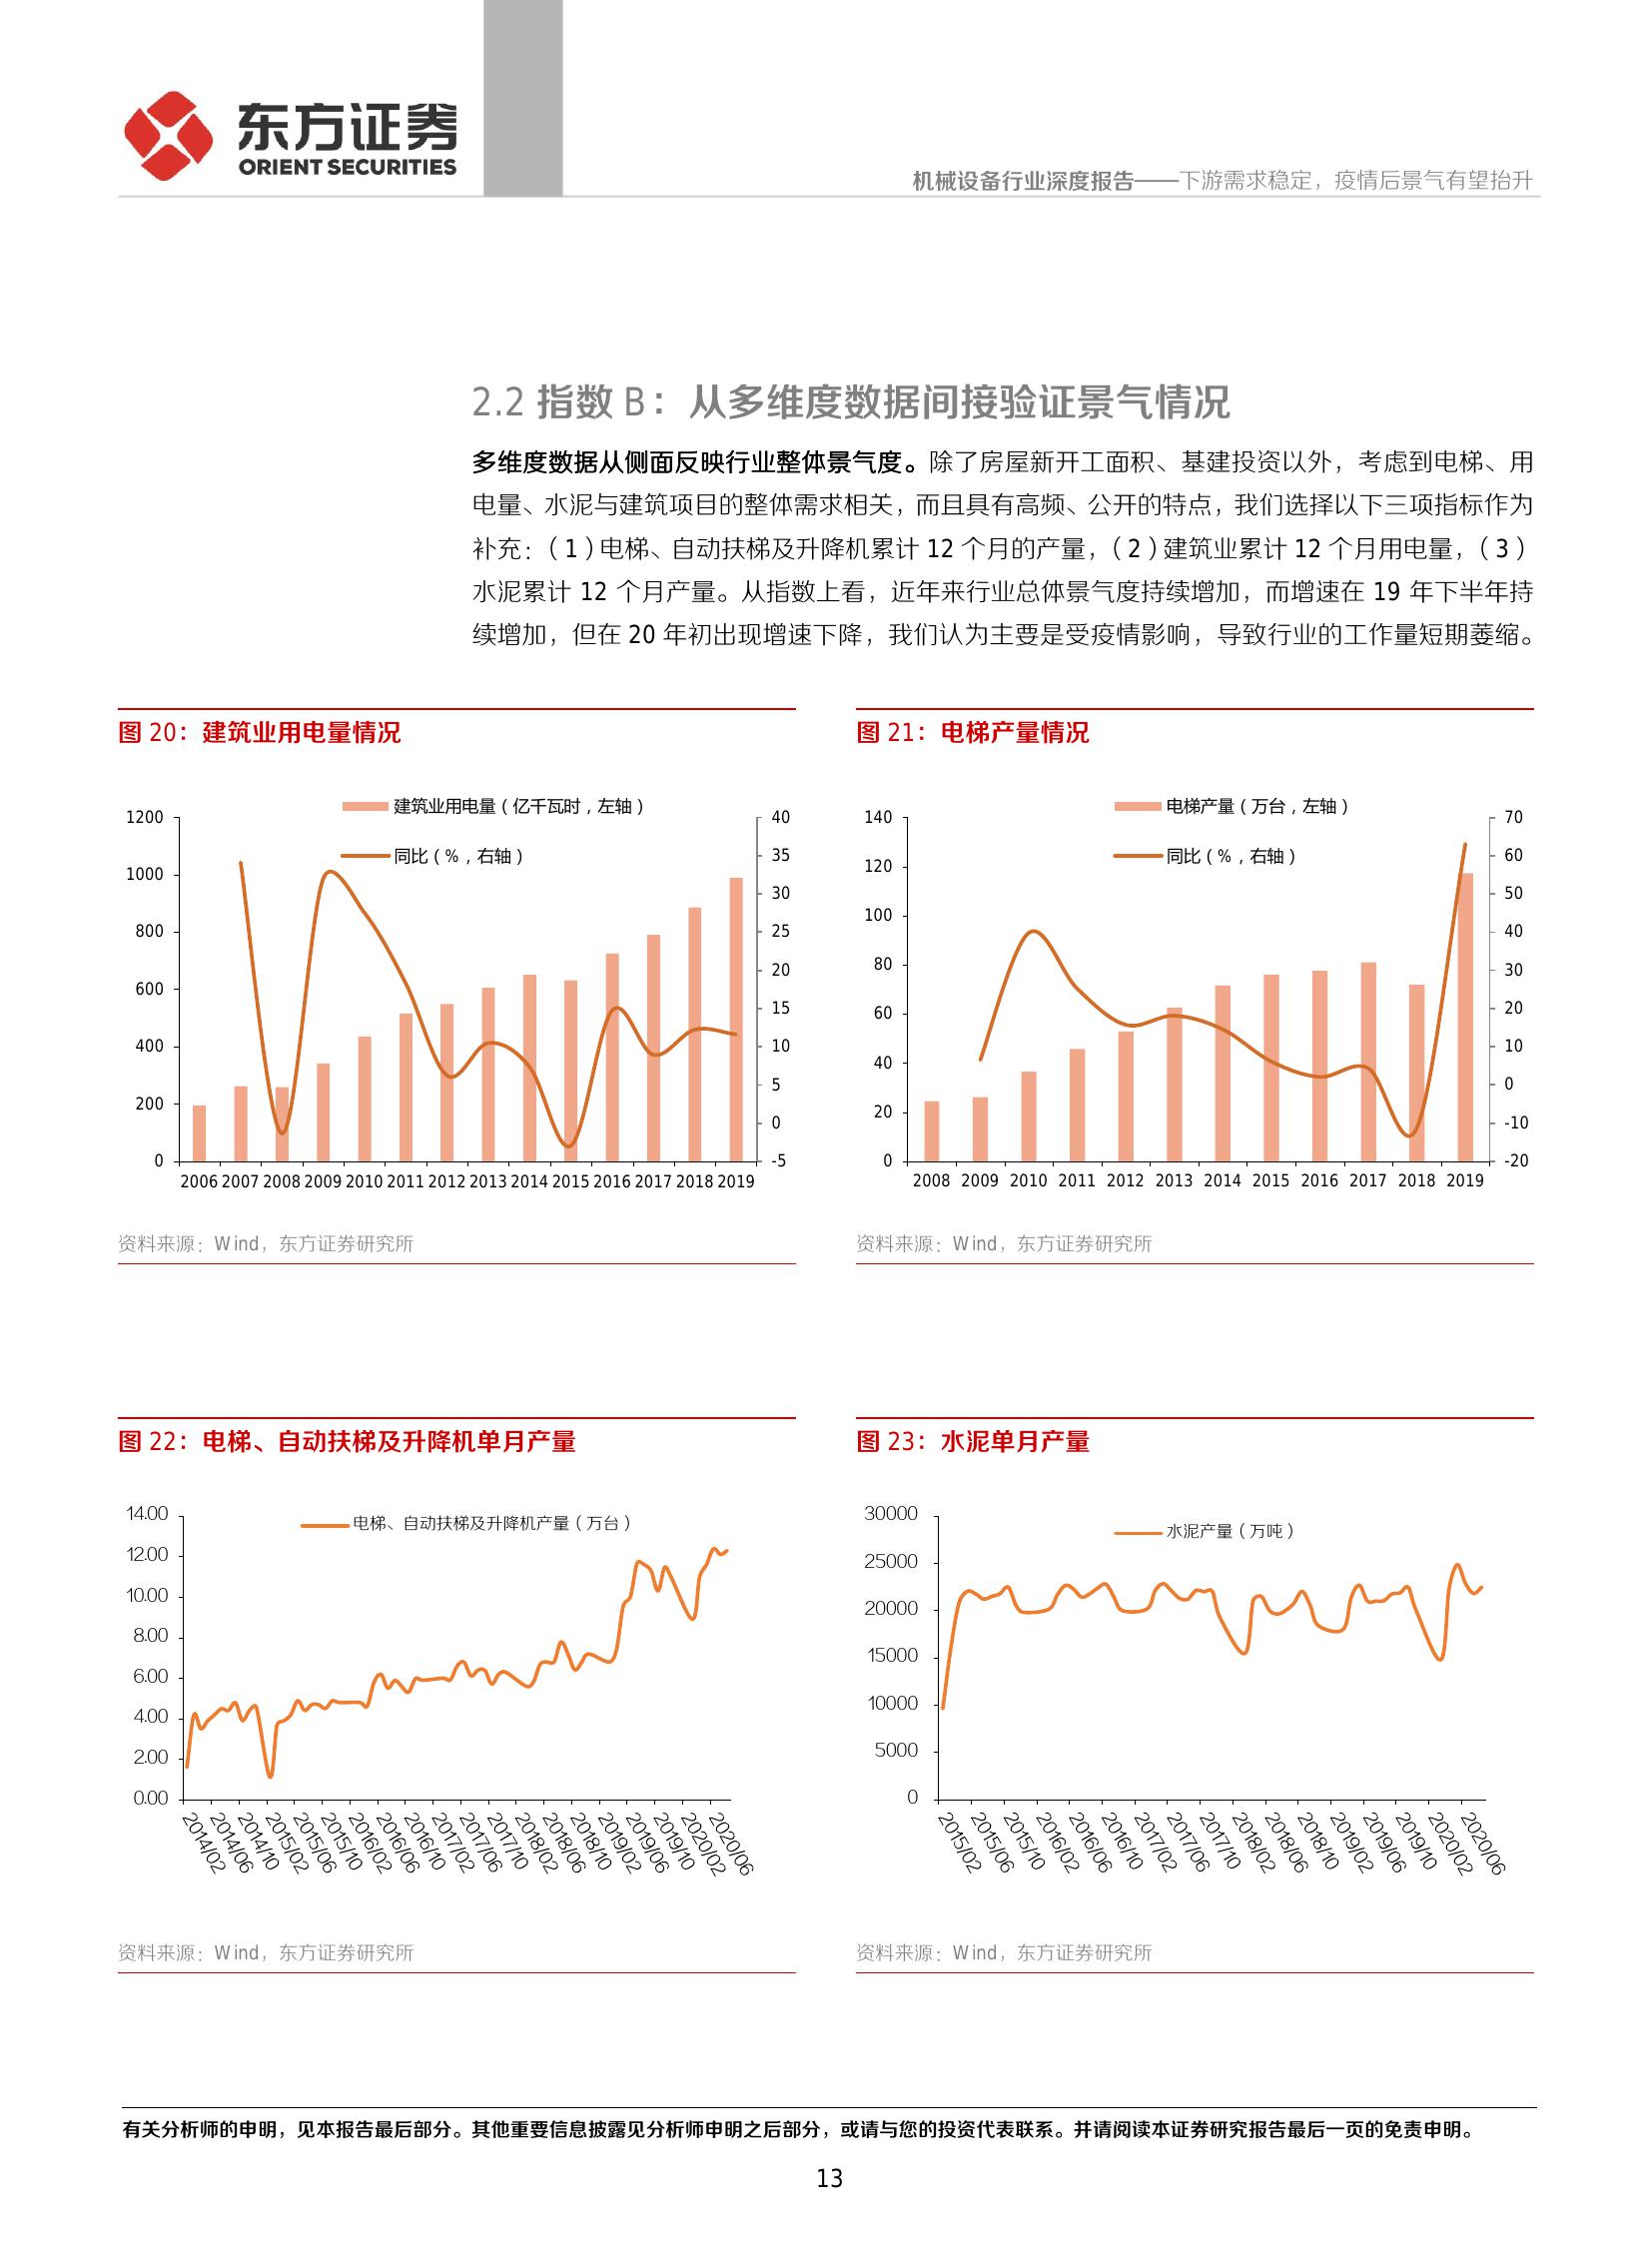 东方证券
ORIENT SECURITIES
机械设备行业深度报告——下游需求稳定，疫情后景气有望抬升
2.2 指数 B：从多维度数据间接验证景气情况
多维度数据从侧面反映行业整体景气度。除了房屋新开工面积、基建投资以外，考虑到电梯、用
电量、水泥与建筑项目的整体需求相关，而且具有高频、公开的特点，我们选择以下三项指标作为
补充：（1）电梯、自动扶梯及升降机累计 12 个月的产量，（2）建筑业累计 12 个月用电量，（3）
水泥累计 12 个月产量。从指数上看，近年来行业总体景气度持续增加，而增速在 19 年下半年持
续增加，但在 20 年初出现增速下降，我们认为主要是受疫情影响，导致行业的工作量短期萎缩。
图 20：建筑业用电量情况
建筑业用电量（亿千瓦时，左轴）
同比（%，右轴）
1200
1000
800
600
400
200
0
40
35
30
25
20
15
10
5
0
-5
2006 2007 2008 2009 2010 2011 2012 2013 2014 2015 2016 2017 2018 2019
资料来源：Wind，东方证券研究所
图 21：电梯产量情况
电梯产量（万台，左轴）
同比（%，右轴）
140
120
100
80
60
40
20
0
70
60
50
40
30
20
10
0
-10
-20
2008 2009 2010 2011 2012 2013 2014 2015 2016 2017 2018 2019
资料来源：Wind，东方证券研究所
图 22：电梯、自动扶梯及升降机单月产量
电梯、自动扶梯及升降机产量（万台）
14.00
12.00
10.00
8.00
6.00
4.00
2.00
0.00
2014/02 2014/06 2014/10 2015/02 2015/06 2015/10 2016/02 2016/06 2016/10 2017/02 2017/06 2017/10 2018/02 2018/06 2018/10 2019/02 2019/06 2019/10 2020/02 2020/06
资料来源：Wind，东方证券研究所
图 23：水泥单月产量
水泥产量（万吨）
30000
25000
20000
15000
10000
5000
0
2015/02 2015/06 2015/10 2016/02 2016/06 2016/10 2017/02 2017/06 2017/10 2018/02 2018/06 2018/10 2019/02 2019/06 2019/10 2020/02 2020/06
资料来源：Wind，东方证券研究所
有关分析师的申明，见本报告最后部分。其他重要信息披露见分析师申明之后部分，或请与您的投资代表联系。并请阅读本证券研究报告最后一页的免责申明。
13